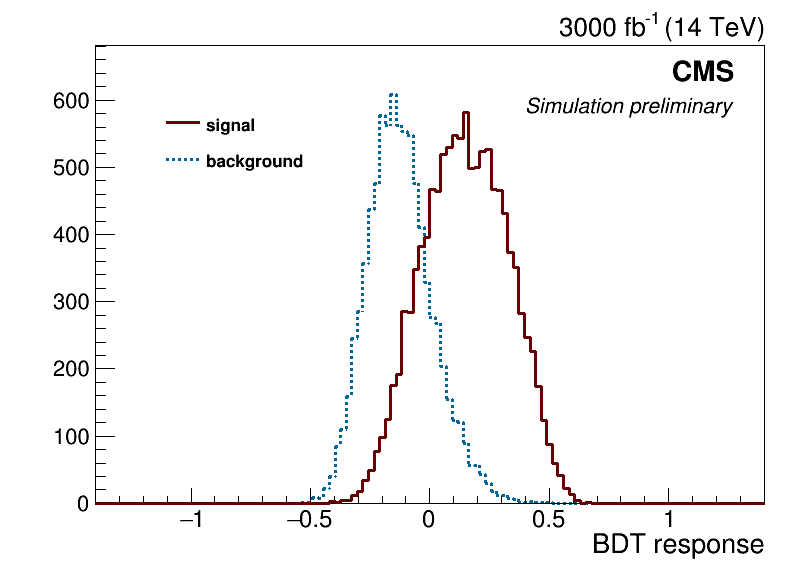 3000 fb-1 (14 TeV)
CMS
Simulation preliminary
signal
background
600
500
400
300
200
100
0
−1 −0.5 0 0.5 1
BDT response